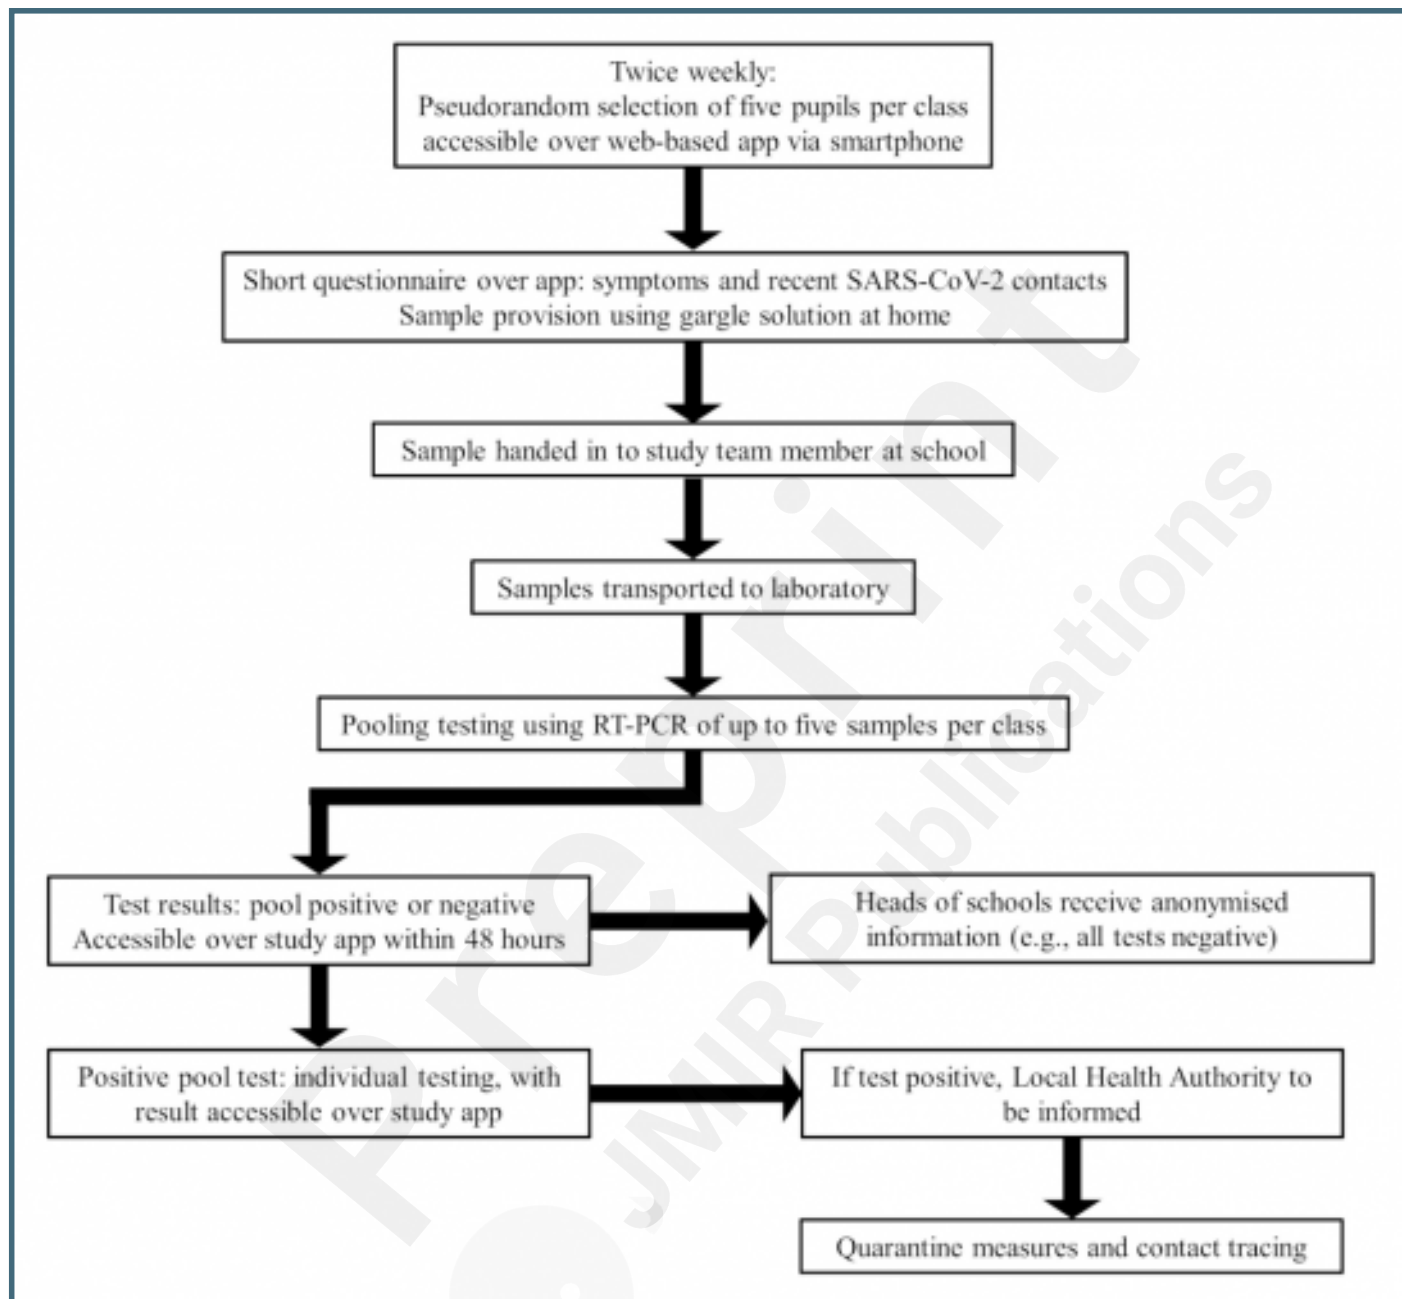 Twice weekly:
Pseudorandom selection of five pupils per class
accessible over web-based app via smartphone
Short questionnaire over app: symptoms and recent SARS-CoV-2 contacts
Sample provision using gargle solution at home
Sample handed in to study team member at school
Samples transported to laboratory
Pooling testing using RT-PCR of up to five samples per class
Test results: pool positive or negative
Accessible over study app within 48 hours
Heads of schools receive anonymised
information (e.g., all tests negative)
Positive pool test: individual testing, with
result accessible over study app
If test positive, Local Health Authority to
be informed
Quarantine measures and contact tracing
Preprint
JMIR Publications